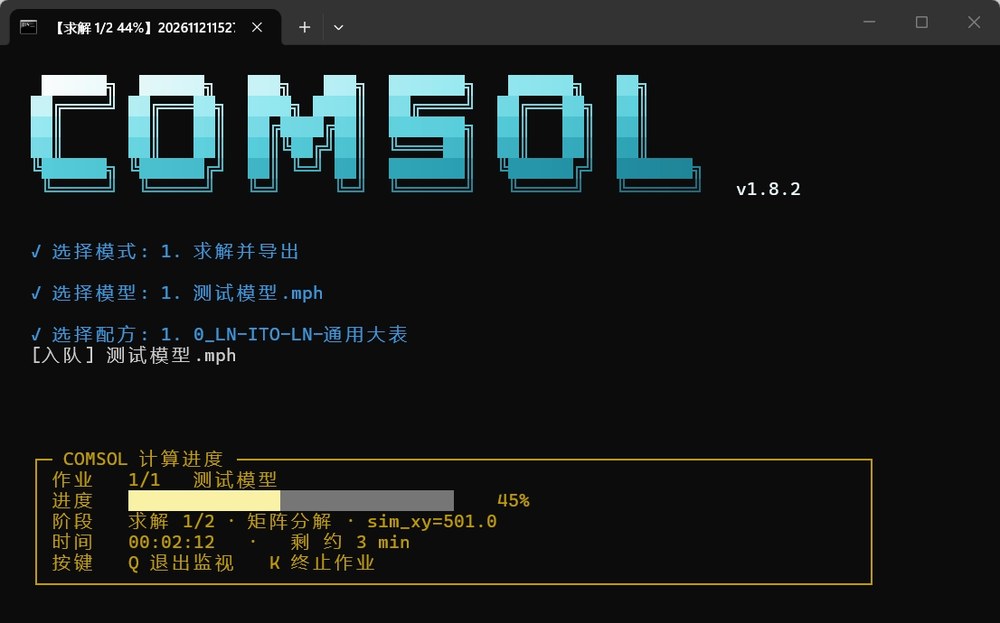 【求解 1/2 44%】202611211527
COMSOL
v1.8.2
✓ 选择模式: 1. 求解并导出
✓ 选择模型: 1. 测试模型.mph
✓ 选择配方: 1. 0_LN-ITO-LN-通用大表
[入队] 测试模型.mph
COMSOL 计算进度
作业 1/1 测试模型
进度 45%
阶段 求解 1/2 · 矩阵分解 · sim_xy=501.0
时间 00:02:12 · 剩 约 3 min
按键 Q 退出监视 K 终止作业